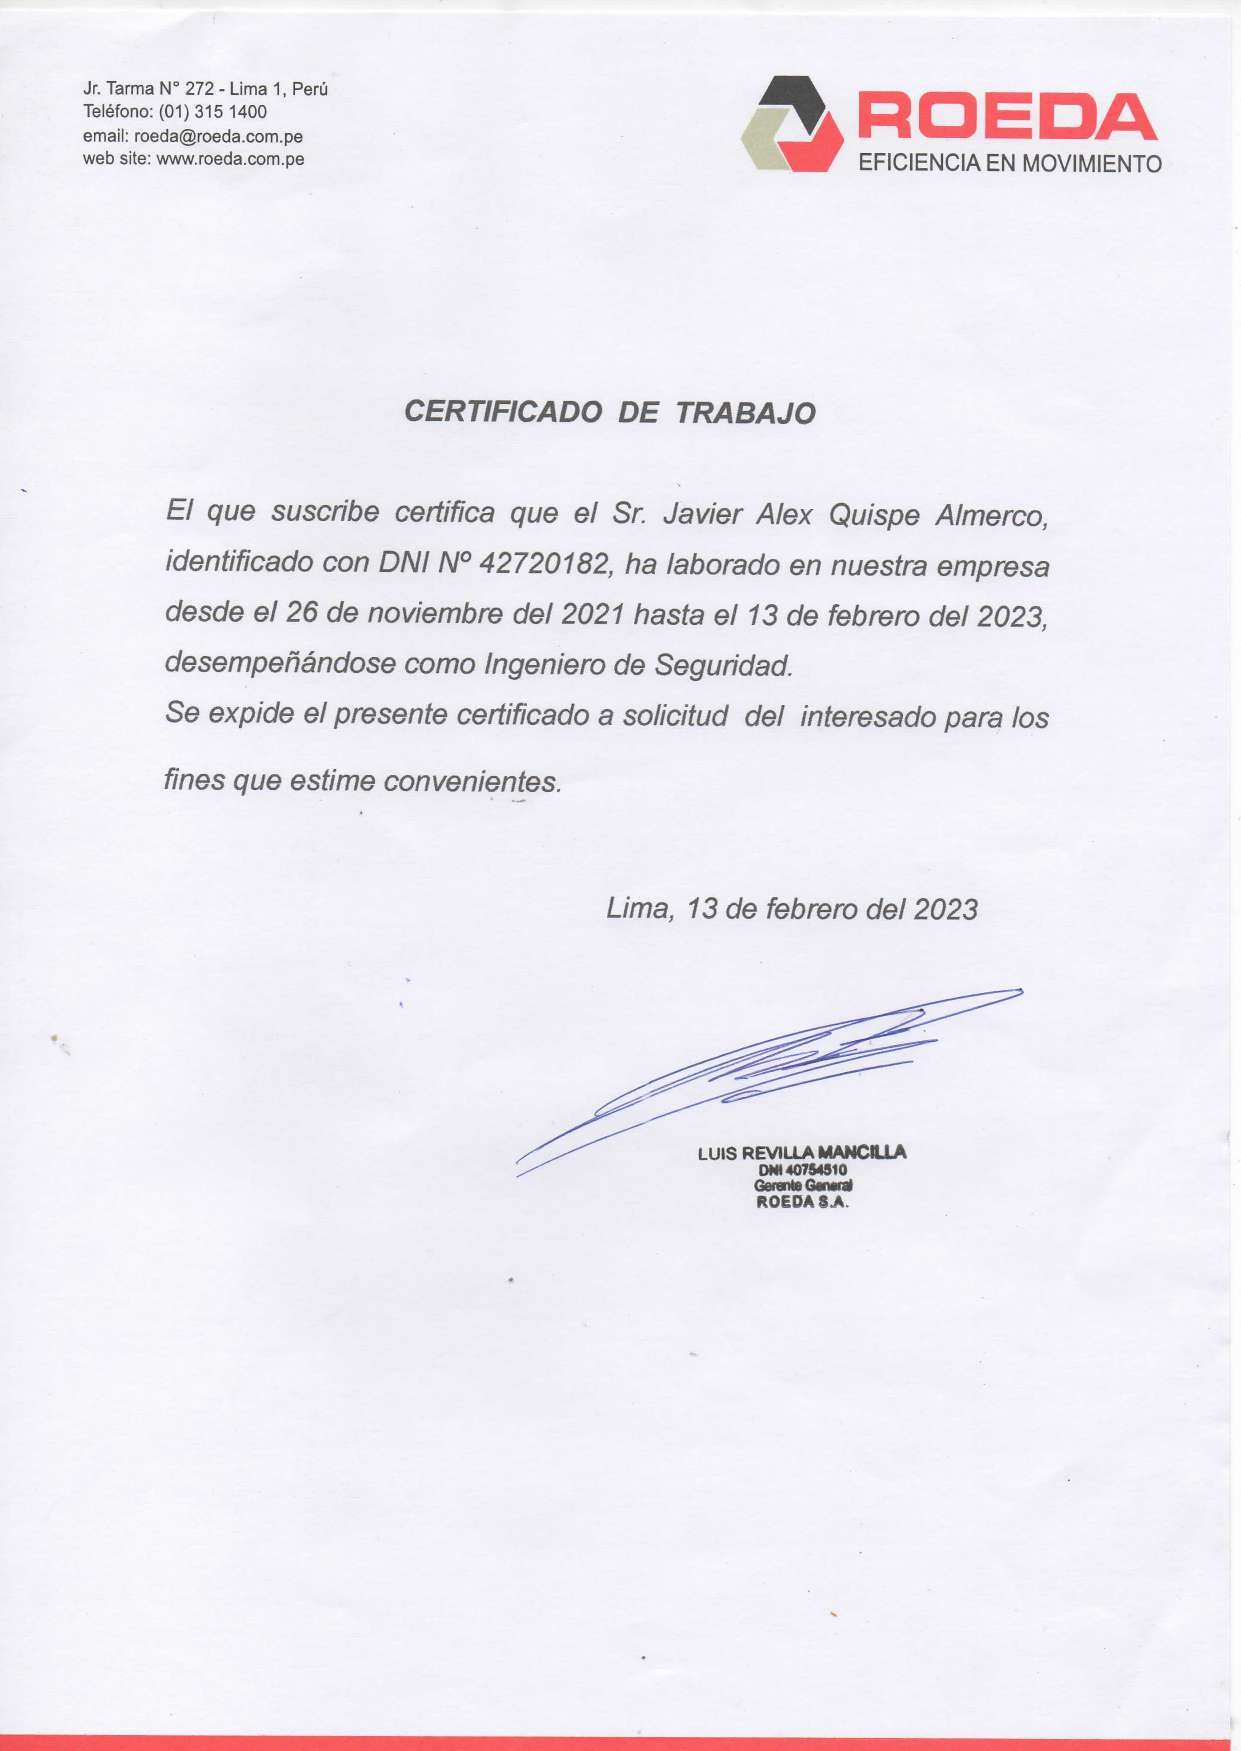 Jr. Tarma N° 272 - Lima 1, Perú
Teléfono: (01) 315 1400
email: roeda@roeda.com.pe
web site: www.roeda.com.pe
ROEDA
EFICIENCIA EN MOVIMIENTO
CERTIFICADO DE TRABAJO
El que suscribe certifica que el Sr. Javier Alex Quispe Almerco,
identificado con DNI Nº 42720182, ha laborado en nuestra empresa
desde el 26 de noviembre del 2021 hasta el 13 de febrero del 2023,
desempeñándose como Ingeniero de Seguridad.
Se expide el presente certificado a solicitud del interesado para los
fines que estime convenientes.
Lima, 13 de febrero del 2023
LUIS REVILLA MANCILLA
DNI 40754510
Gerente General
ROEDA S.A.